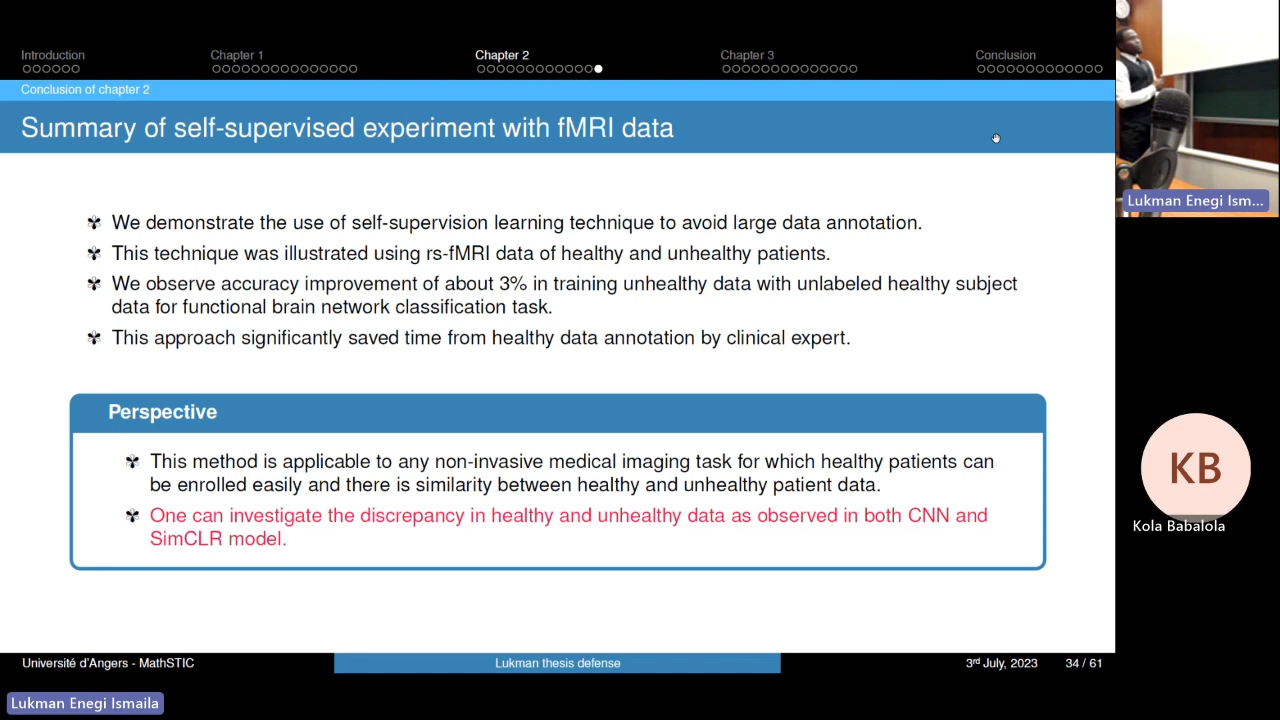 Introduction
Chapter 1
Chapter 2
Chapter 3
Conclusion
Conclusion of chapter 2
Summary of self-supervised experiment with fMRI data
We demonstrate the use of self-supervision learning technique to avoid large data annotation.
This technique was illustrated using rs-fMRI data of healthy and unhealthy patients.
We observe accuracy improvement of about 3% in training unhealthy data with unlabeled healthy subject
data for functional brain network classification task.
This approach significantly saved time from healthy data annotation by clinical expert.
Perspective
This method is applicable to any non-invasive medical imaging task for which healthy patients can
be enrolled easily and there is similarity between healthy and unhealthy patient data.
One can investigate the discrepancy in healthy and unhealthy data as observed in both CNN and
SimCLR model.
Université d'Angers - MathSTIC
Lukman thesis defense
3rd July, 2023
34 / 61
Lukman Enegi Ismaila
Lukman Enegi Ism...
KB
Kola Babalola